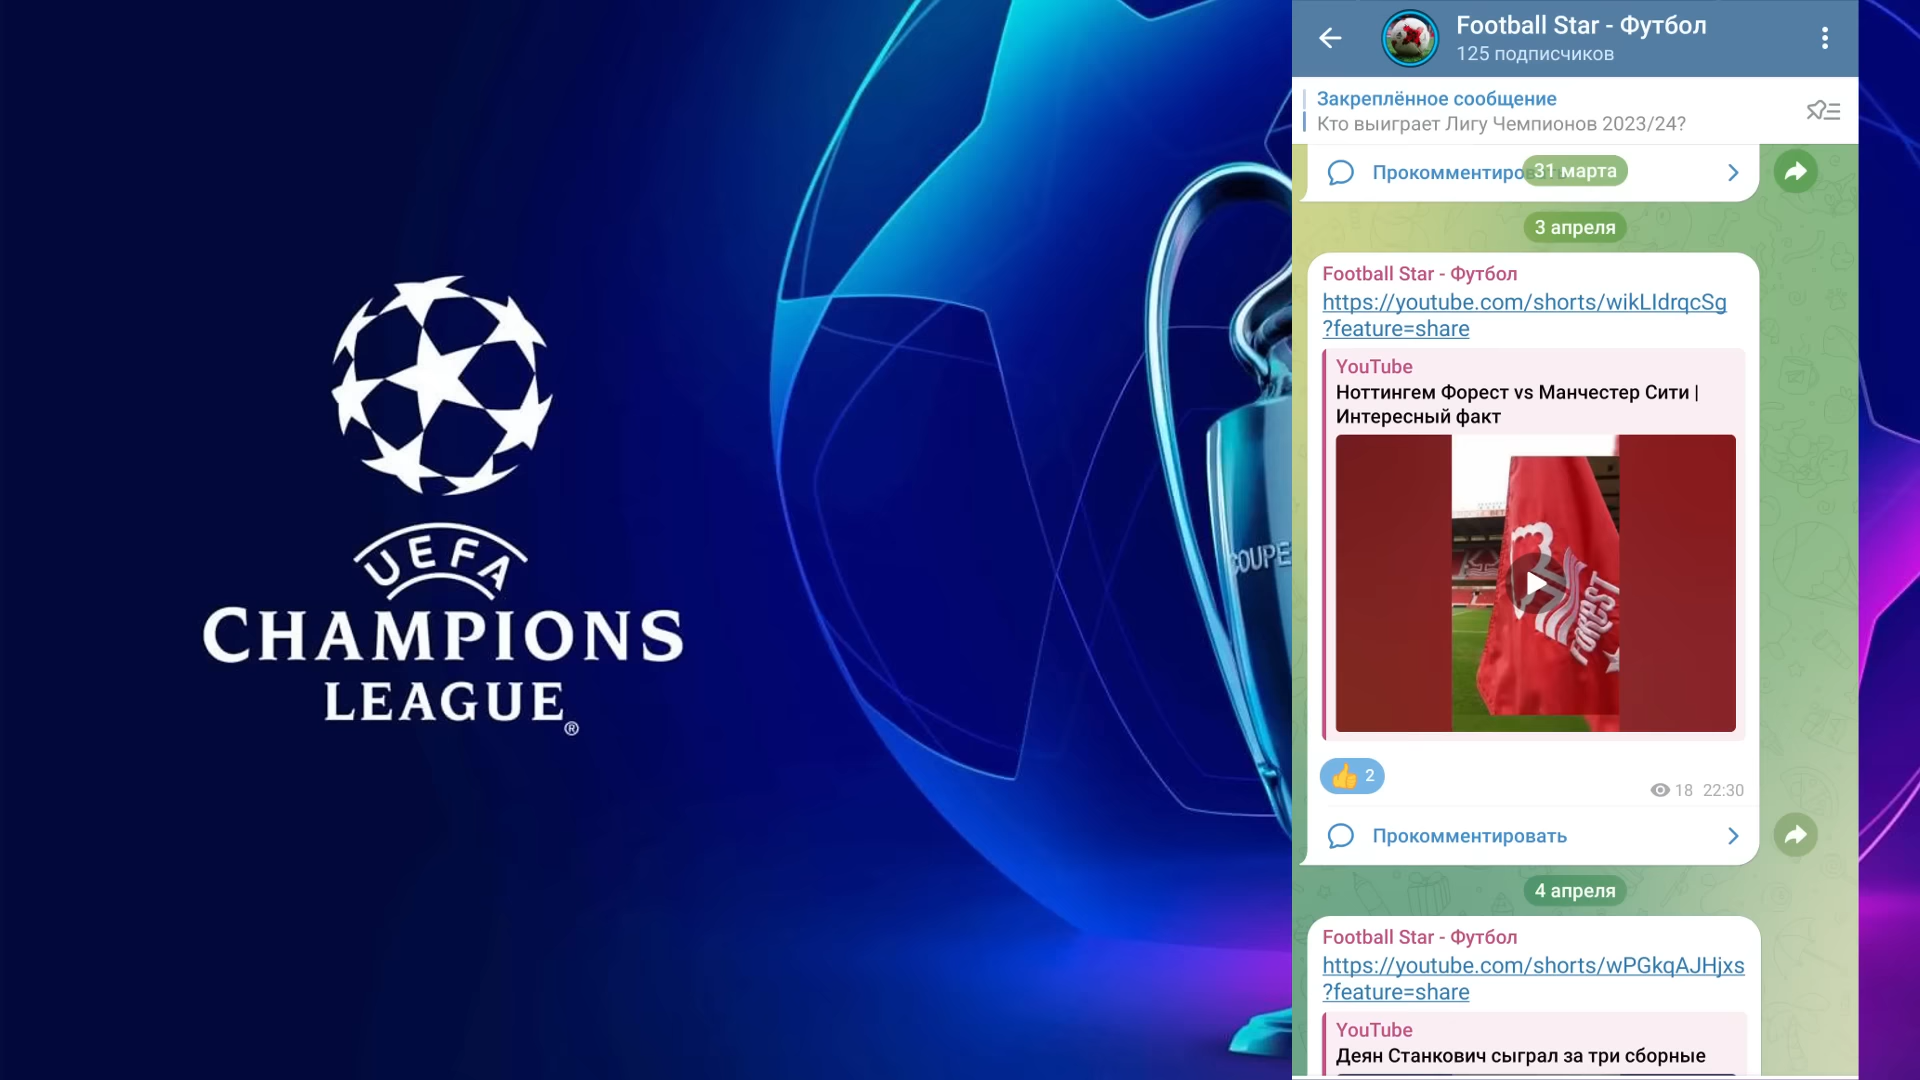 UEFA
CHAMPIONS
LEAGUE®
COUPE
Football Star - Футбол
125 подписчиков
Закреплённое сообщение
Кто выиграет Лигу Чемпионов 2023/24?
31 марта
3 апреля
Football Star - Футбол
https://youtube.com/shorts/wikLIdrqcSg
?feature=share
YouTube
Ноттингем Форест vs Манчестер Сити |
Интересный факт
FOREST
2
18 22:30
Прокомментировать
4 апреля
Football Star - Футбол
https://youtube.com/shorts/wPGkqAJHjxs
?feature=share
YouTube
Деян Станкович сыграл за три сборные